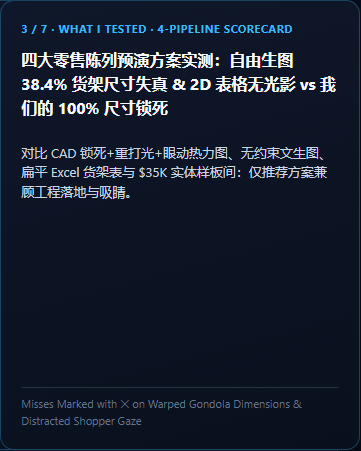 3 / 7 · WHAT I TESTED · 4-PIPELINE SCORECARD
四大零售陈列预演方案实测：自由生图
38.4% 货架尺寸失真 & 2D 表格无光影 vs 我
们的 100% 尺寸锁死
对比 CAD 锁死+重打光+眼动热力图、无约束文生图、
扁平 Excel 货架表与 $35K 实体样板间：仅推荐方案兼
顾工程落地与吸睛。
Misses Marked with ✕ on Warped Gondola Dimensions &
Distracted Shopper Gaze